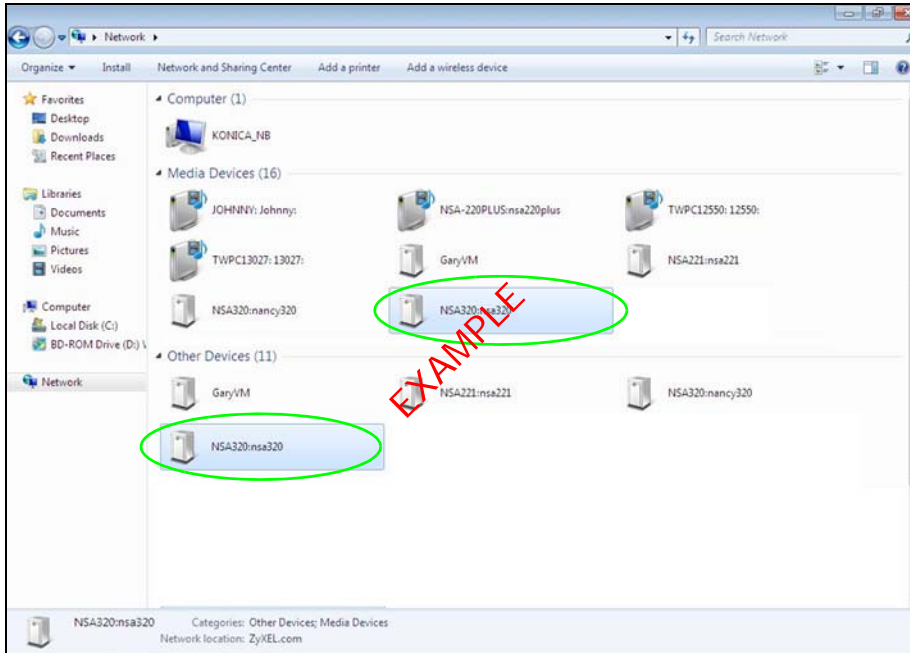 Network
Search Network
Organize
Install
Network and Sharing Center
Add a printer
Add a wireless device
Favorites
Desktop
Downloads
Recent Places
Libraries
Documents
Music
Pictures
Videos
Computer
Local Disk (C:)
BD-ROM Drive (D:) V
Network
Computer (1)
KONICA_NB
Media Devices (16)
JOHNNY: Johnny:
NSA-220PLUS:nsa220plus
TWPC12550: 12550:
TWPC13027: 13027:
GaryVM
NSA221:nsa221
NSA320:nancy320
NSA320:nsa320
EXAMPLE
Other Devices (11)
GaryVM
NSA221:nsa221
NSA320:nancy320
NSA320:nsa320
NSA320:nsa320
Categories: Other Devices; Media Devices
Network location: ZyXEL.com